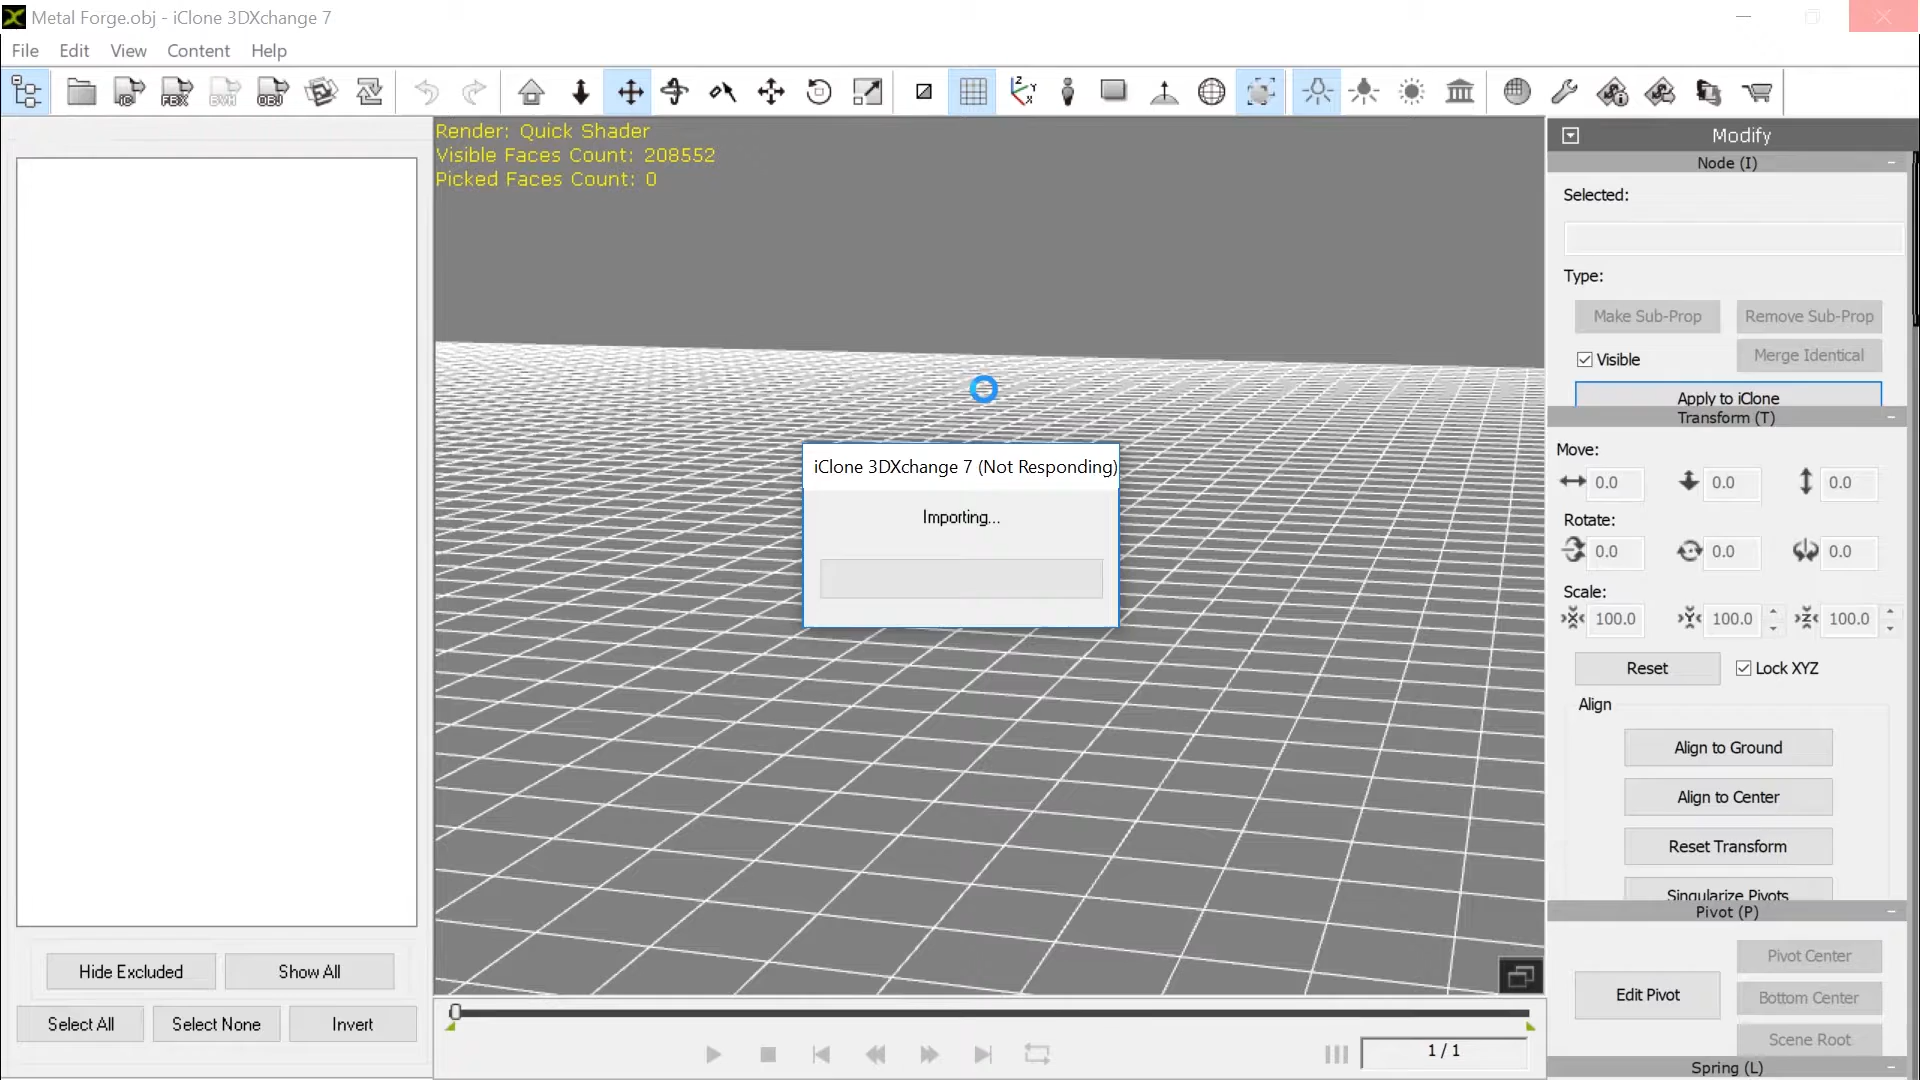 Metal Forge.obj - iClone 3DXchange 7
File Edit View Content Help
iC FBX BVH OBJ
Render: Quick Shader
Visible Faces Count: 208552
Picked Faces Count: 0
iClone 3DXchange 7 (Not Responding)
Importing...
Hide Excluded Show All
Select All Select None Invert
1 / 1
Modify
Node (I)
Selected:
Type:
Make Sub-Prop Remove Sub-Prop
Visible Merge Identical
Apply to iClone
Transform (T)
Move:
0.0 0.0 0.0
Rotate:
0.0 0.0 0.0
Scale:
X 100.0 Y 100.0 Z 100.0
Reset Lock XYZ
Align
Align to Ground
Align to Center
Reset Transform
Singularize Pivots
Pivot (P)
Pivot Center
Edit Pivot Bottom Center
Scene Root
Spring (L)